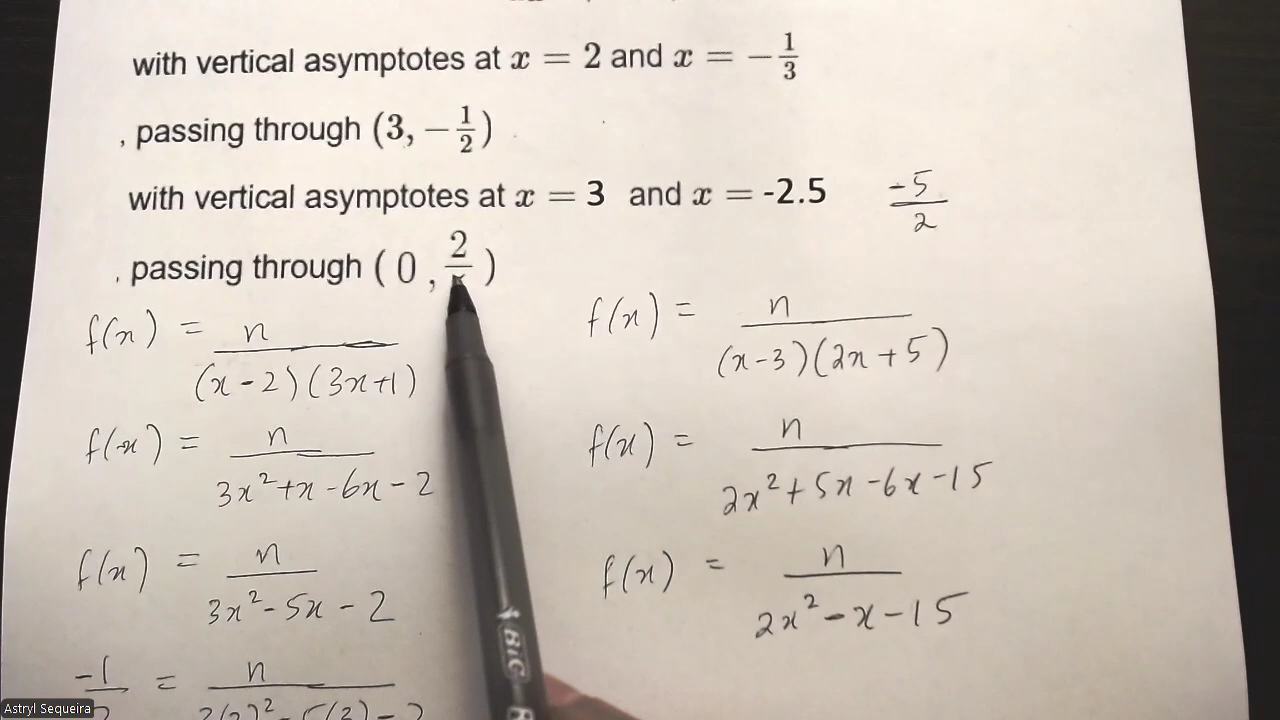 with vertical asymptotes at x = 2 and x = -1/3
, passing through (3, -1/2)
with vertical asymptotes at x = 3 and x = -2.5
-5/2
, passing through ( 0 , 2/
f(x) = n/((x-2)(3x+1))
f(x) = n/(3x²+x-6x-2)
f(x) = n/(3x²-5x-2)
-1/ = n/
f(x) = n/((x-3)(2x+5))
f(x) = n/(2x²+5x-6x-15)
f(x) = n/(2x²-x-15)
BIC
Astryl Sequeira